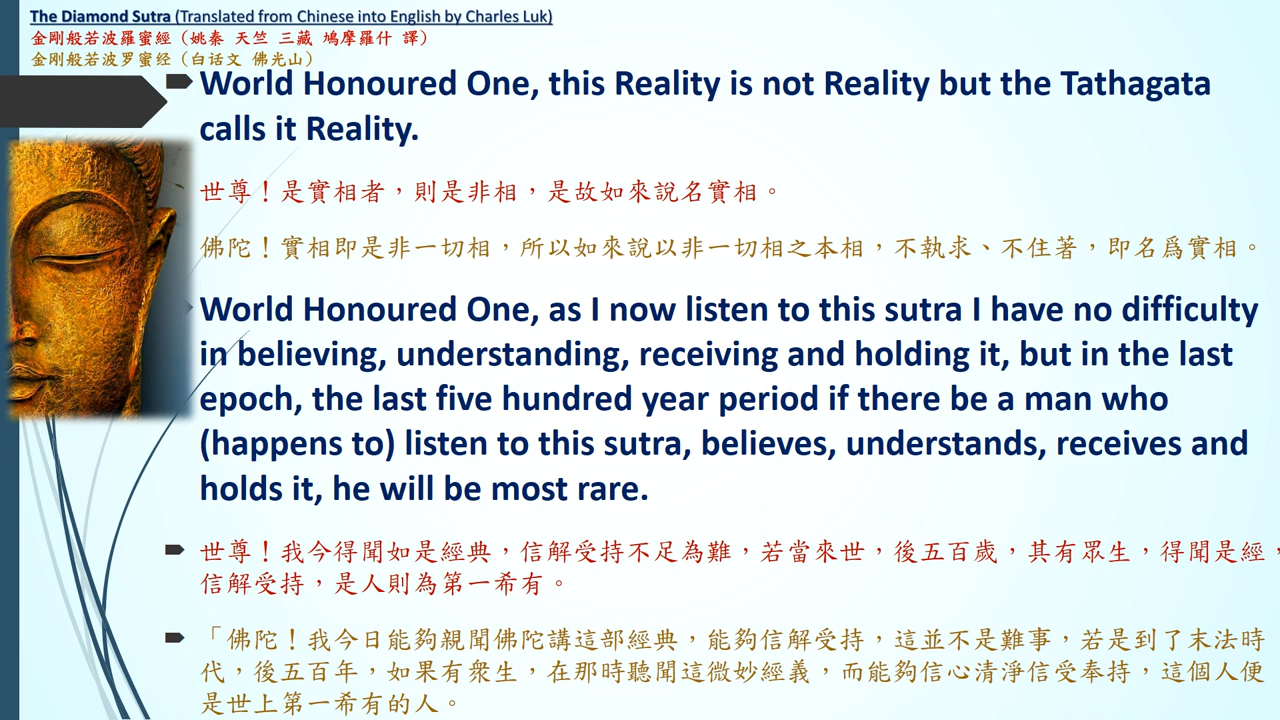 The Diamond Sutra (Translated from Chinese into English by Charles Luk)
金剛般若波羅蜜經（姚秦 天竺 三藏 鳩摩羅什 譯）
金剛般若波罗蜜经（白话文 佛光山）
World Honoured One, this Reality is not Reality but the Tathagata
calls it Reality.
世尊！是實相者，則是非相，是故如來說名實相。
佛陀！實相即是非一切相，所以如來說以非一切相之本相，不執求、不住著，即名爲實相。
World Honoured One, as I now listen to this sutra I have no difficulty
in believing, understanding, receiving and holding it, but in the last
epoch, the last five hundred year period if there be a man who
(happens to) listen to this sutra, believes, understands, receives and
holds it, he will be most rare.
世尊！我今得聞如是經典，信解受持不足為難，若當來世，後五百歲，其有眾生，得聞是經，
信解受持，是人則為第一希有。
「佛陀！我今日能夠親聞佛陀講這部經典，能夠信解受持，這並不是難事，若是到了末法時
代，後五百年，如果有衆生，在那時聽聞這微妙經義，而能夠信心清淨信受奉持，這個人便
是世上第一希有的人。